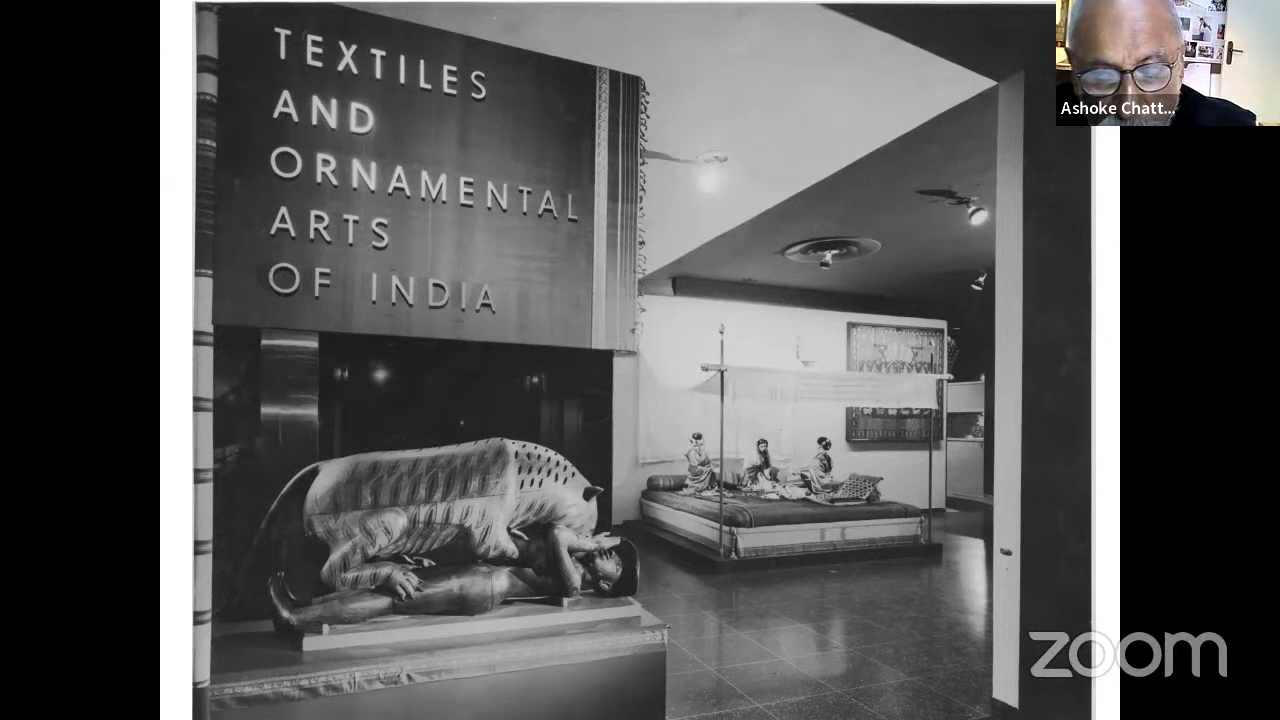 TEXTILES
AND
ORNAMENTAL
ARTS
OF INDIA
Ashoke Chatt...
zoom